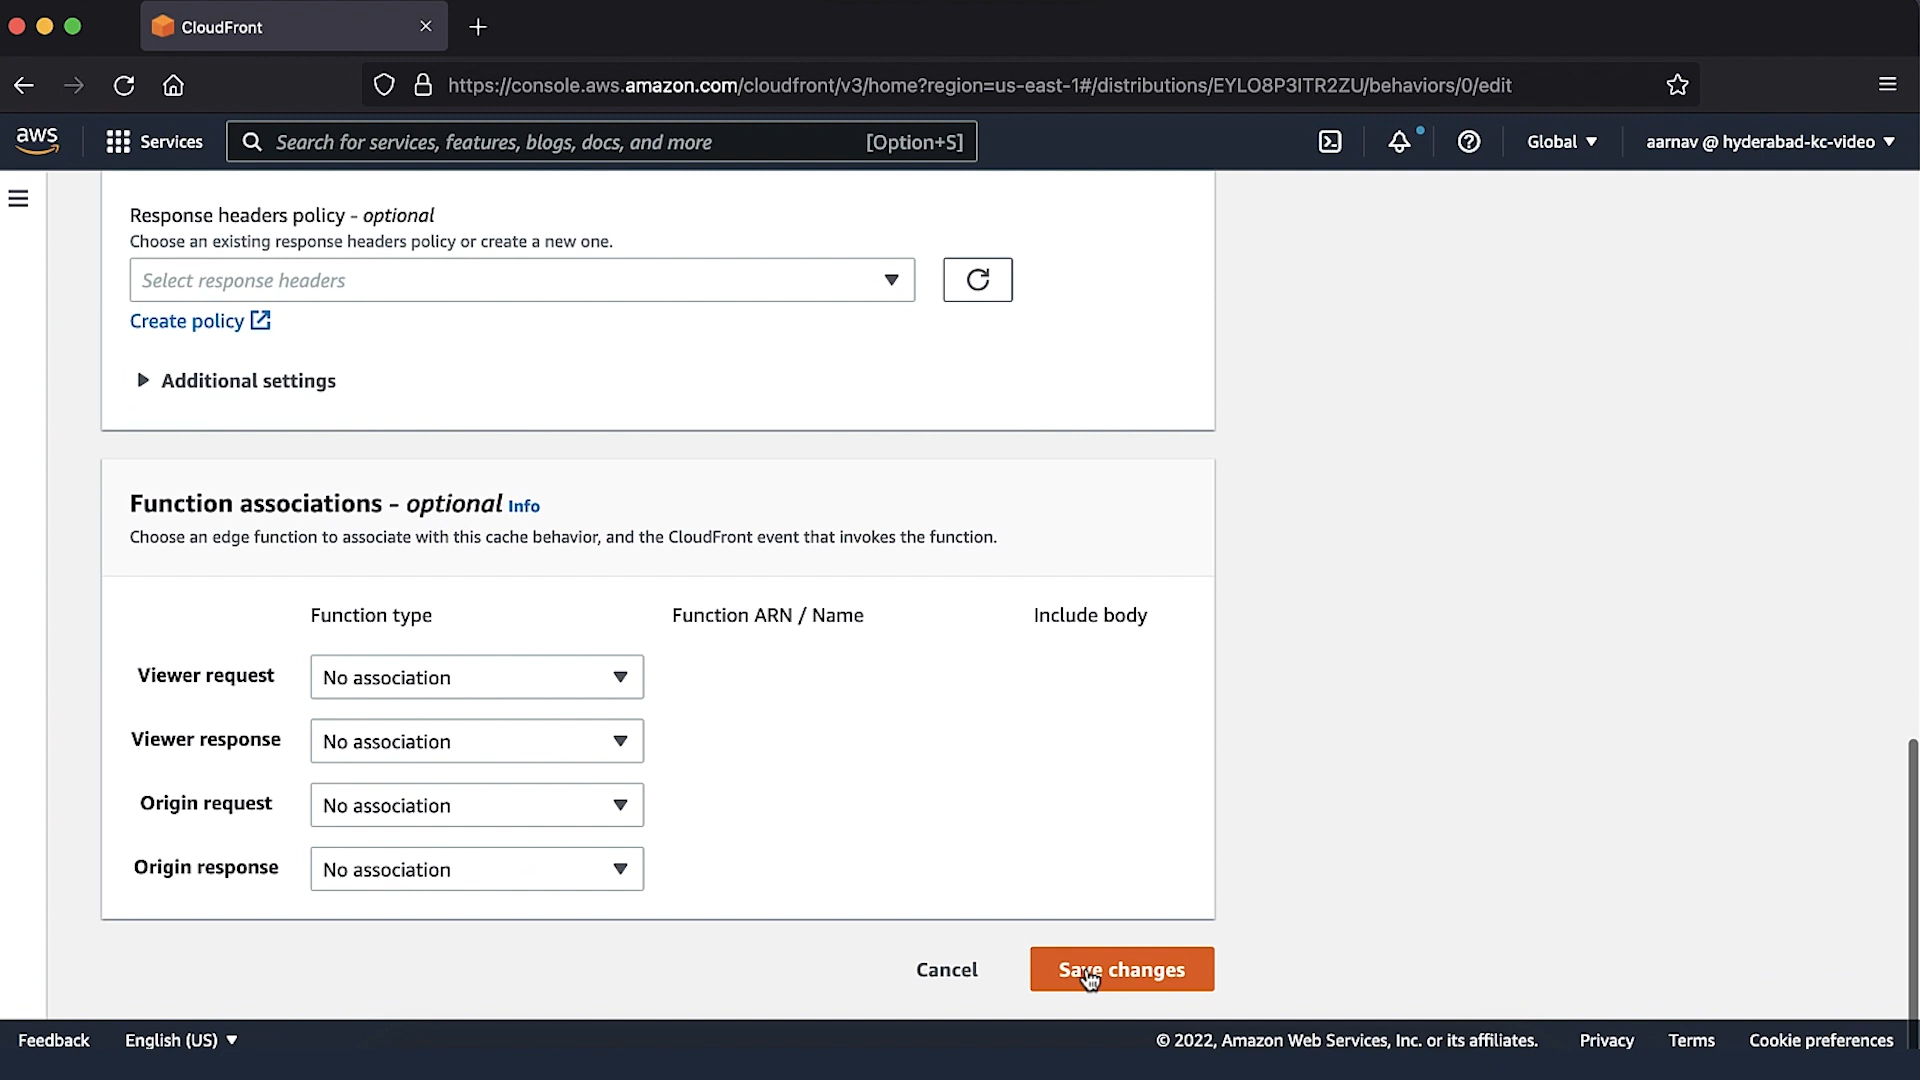 CloudFront
https://console.aws.amazon.com/cloudfront/v3/home?region=us-east-1#/distributions/EYLO8P3ITR2ZU/behaviors/0/edit
aws
Services
Search for services, features, blogs, docs, and more
[Option+S]
Global
aarnav @ hyderabad-kc-video
Response headers policy - optional
Choose an existing response headers policy or create a new one.
Select response headers
Create policy
Additional settings
Function associations - optional Info
Choose an edge function to associate with this cache behavior, and the CloudFront event that invokes the function.
Function type
Function ARN / Name
Include body
Viewer request
No association
Viewer response
No association
Origin request
No association
Origin response
No association
Cancel
Save changes
Feedback
English (US)
© 2022, Amazon Web Services, Inc. or its affiliates.
Privacy
Terms
Cookie preferences